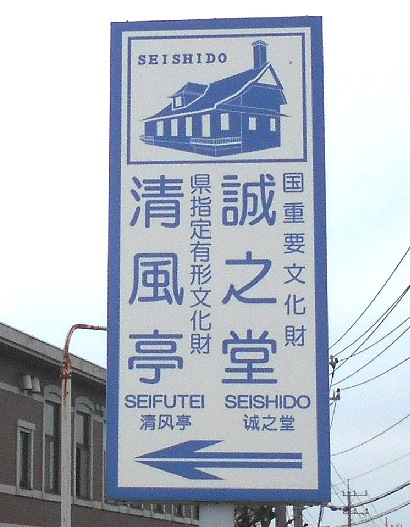 SEISHIDO
国重要文化財
誠之堂
県指定有形文化財
清風亭
SEIFUTEI
SEISHIDO
清风亭
诚之堂